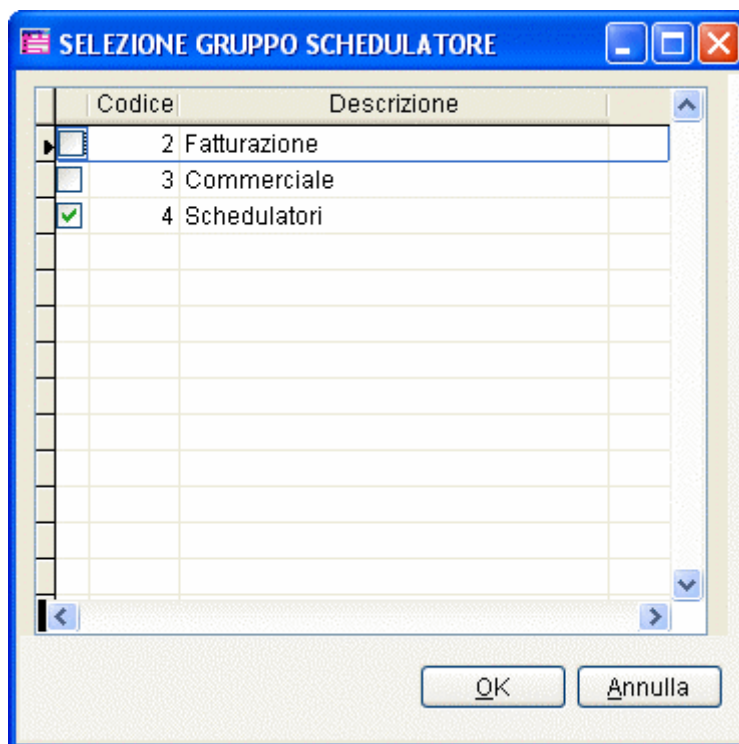 SELEZIONE GRUPPO SCHEDULATORE
Codice Descrizione
2 Fatturazione
3 Commerciale
4 Schedulatori
OK Annulla